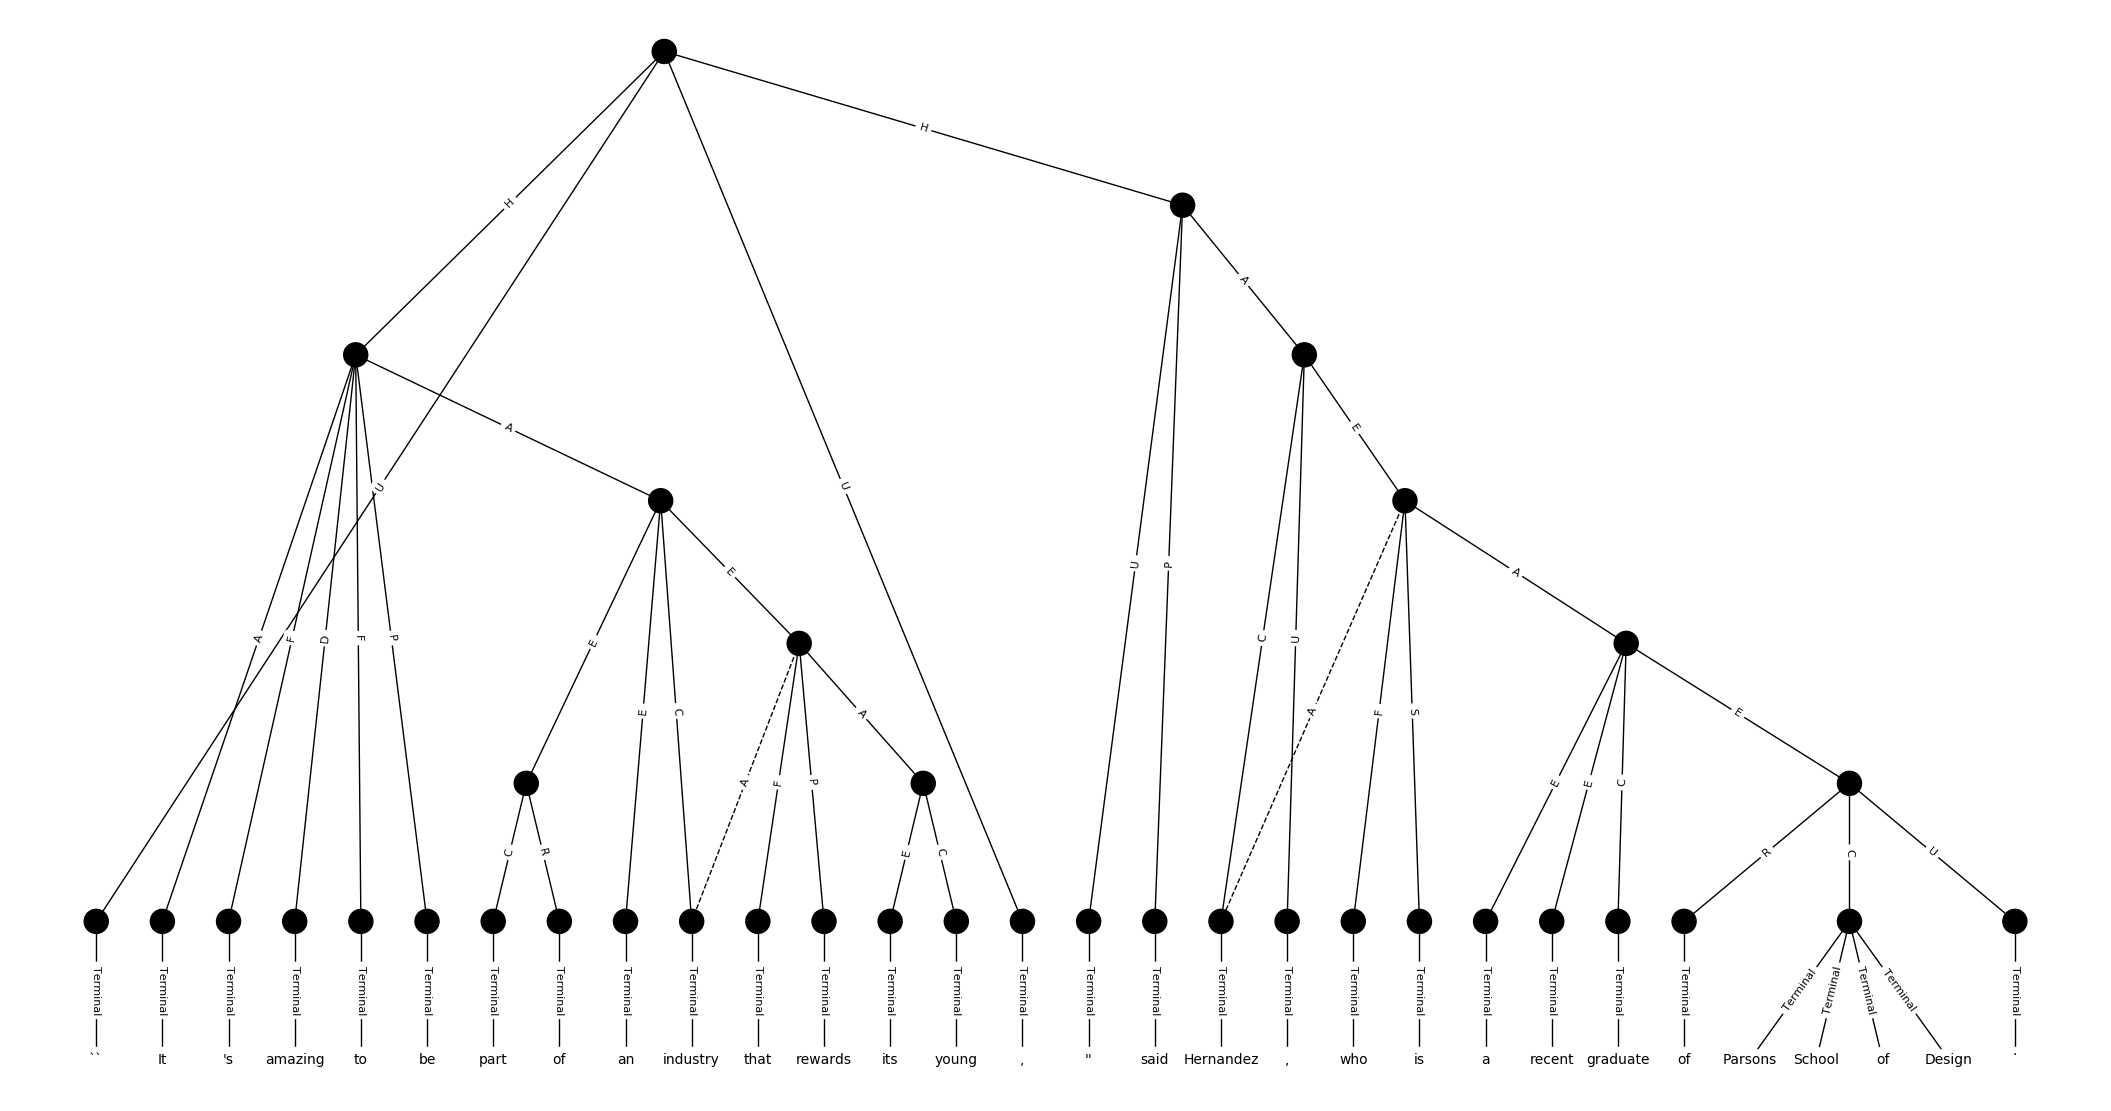 H
H
A
A
U
U
A
E
E
U
P
A
A
F
D
F
P
E
C
U
E
E
C
A
F
S
E
A
F
P
A
E
E
C
C
R
E
C
R
C
U
Terminal Terminal Terminal Terminal Terminal Terminal Terminal Terminal Terminal Terminal Terminal Terminal Terminal Terminal Terminal Terminal Terminal Terminal Terminal Terminal Terminal Terminal Terminal Terminal Terminal Terminal Terminal Terminal Terminal Terminal
`` It 's amazing to be part of an industry that rewards its young , " said Hernandez , who is a recent graduate of Parsons School of Design .